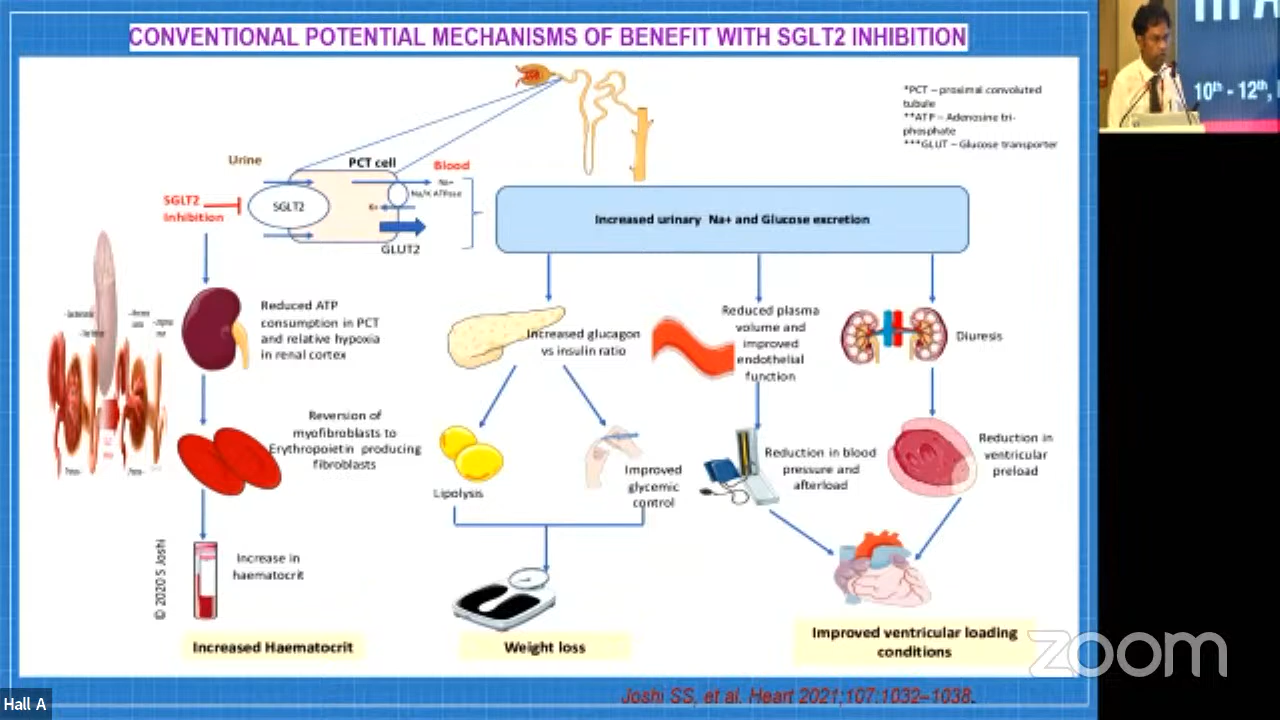 CONVENTIONAL POTENTIAL MECHANISMS OF BENEFIT WITH SGLT2 INHIBITION
10th - 12th,
*PCT – proximal convoluted
tubule
**ATP – Adenosine tri-
phosphate
***GLUT – Glucose transporter
Urine
PCT cell
Blood
Na+
Na/K ATPase
K+
SGLT2
Inhibition
SGLT2
GLUT2
Increased urinary Na+ and Glucose excretion
Reduced ATP
consumption in PCT
and relative hypoxia
in renal cortex
Increased glucagon
vs insulin ratio
Reduced plasma
volume and
improved
endothelial
function
Diuresis
Reversion of
myofibroblasts to
Erythropoietin producing
fibroblasts
Lipolysis
Improved
glycemic
control
Reduction in blood
pressure and
afterload
Reduction in
ventricular
preload
Increase in
haematocrit
© 2020 S Joshi
Increased Haematocrit
Weight loss
Improved ventricular loading
conditions
zoom
Joshi SS, et al. Heart 2021;107:1032–1038.
Hall A